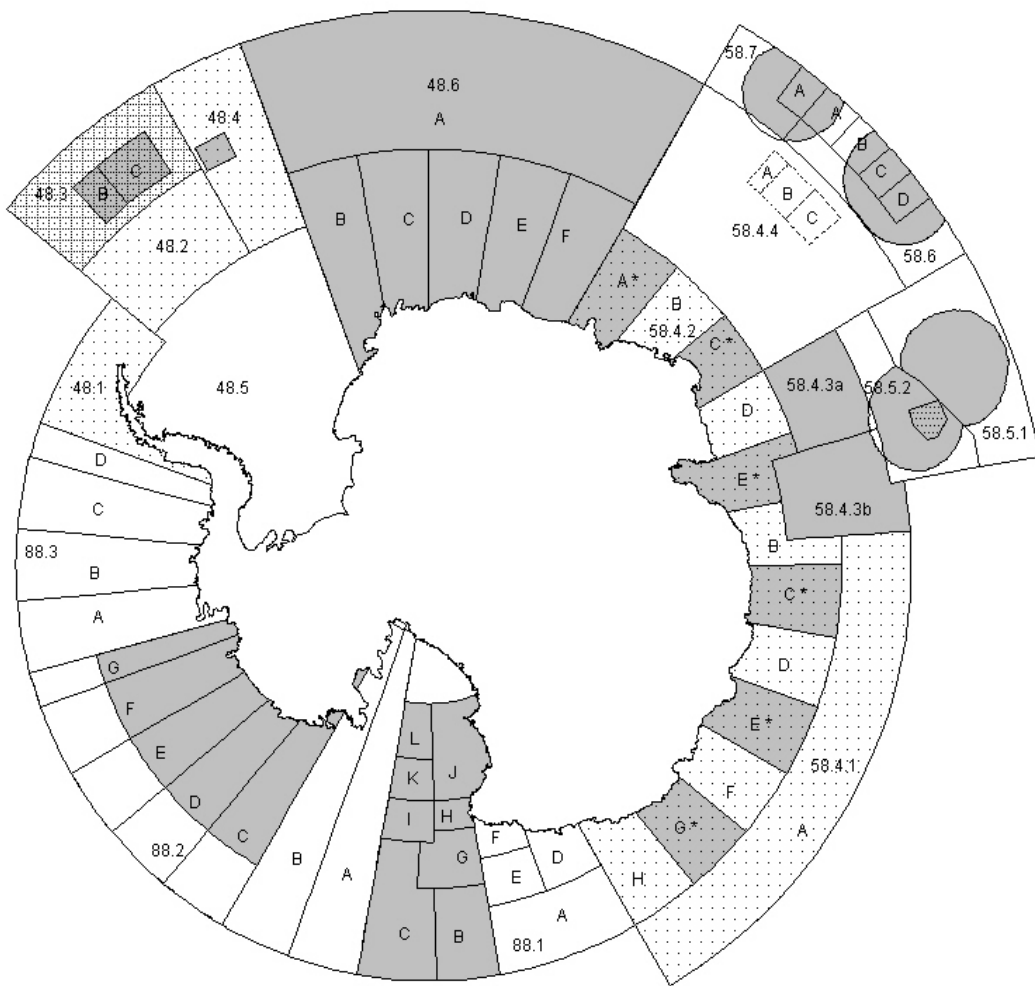 58.7
48.6
A
A
A
B
C
D
58.6
48.4
48.3
B
C
48.2
A
B
C
58.4.4
B
C
D
E
F
A *
B
58.4.2
C *
D
E *
48.1
48.5
58.4.3a
58.5.2
58.5.1
58.4.3b
D
C
88.3
B
A
B
C *
D
E *
F
G *
H
58.4.1
A
G
F
E
D
C
88.2
B
A
L
K
J
I
H
G
C
B
F
E
D
A
88.1